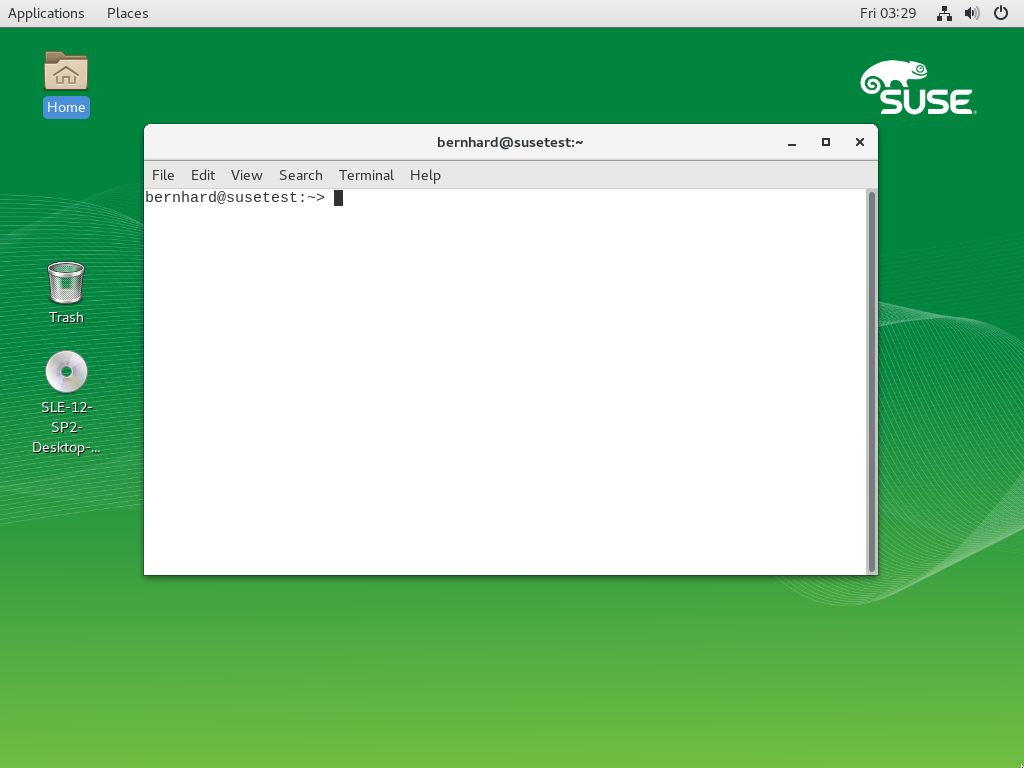 Applications Places Fri 03:29
Home
SUSE
bernhard@susetest:~
File Edit View Search Terminal Help
bernhard@susetest:~>
Trash
SLE-12-
SP2-
Desktop-...